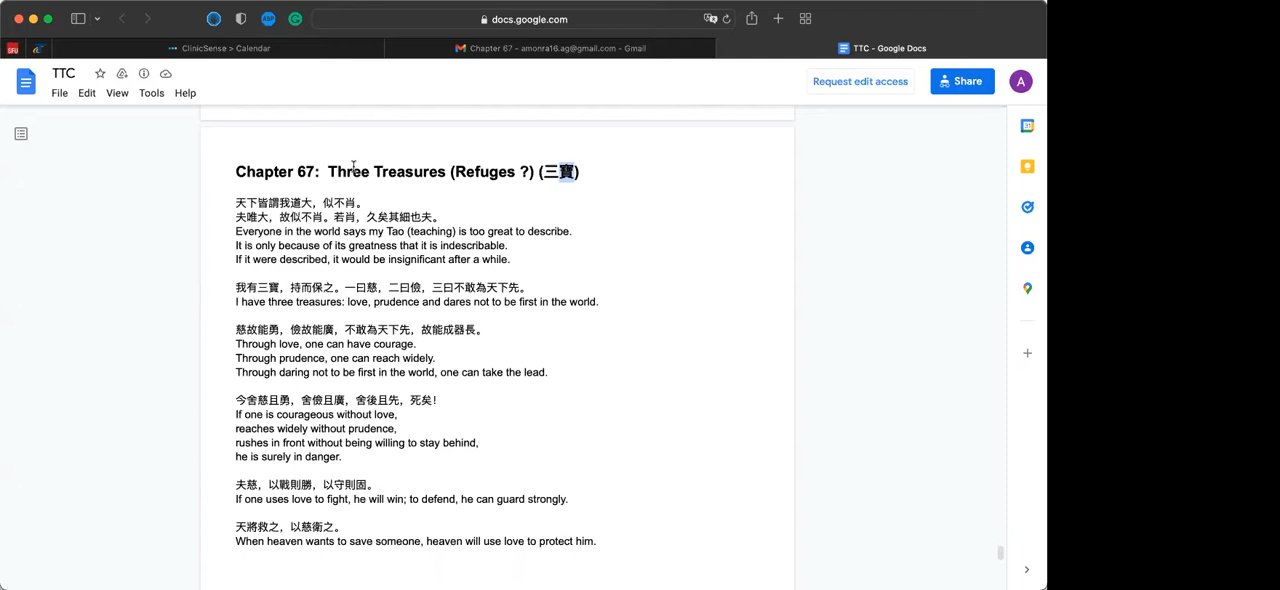 docs.google.com
ClinicSense > Calendar
Chapter 67 - amonra16.ag@gmail.com - Gmail
TTC - Google Docs
TTC
File Edit View Tools Help
Request edit access
Share
A
Chapter 67: Three Treasures (Refuges ?) (三寶)
天下皆謂我道大，似不肖。
夫唯大，故似不肖。若肖，久矣其細也夫。
Everyone in the world says my Tao (teaching) is too great to describe.
It is only because of its greatness that it is indescribable.
If it were described, it would be insignificant after a while.
我有三寶，持而保之。一曰慈，二曰儉，三曰不敢為天下先。
I have three treasures: love, prudence and dares not to be first in the world.
慈故能勇，儉故能廣，不敢為天下先，故能成器長。
Through love, one can have courage.
Through prudence, one can reach widely.
Through daring not to be first in the world, one can take the lead.
今舍慈且勇，舍儉且廣，舍後且先，死矣！
If one is courageous without love,
reaches widely without prudence,
rushes in front without being willing to stay behind,
he is surely in danger.
夫慈，以戰則勝，以守則固。
If one uses love to fight, he will win; to defend, he can guard strongly.
天將救之，以慈衛之。
When heaven wants to save someone, heaven will use love to protect him.